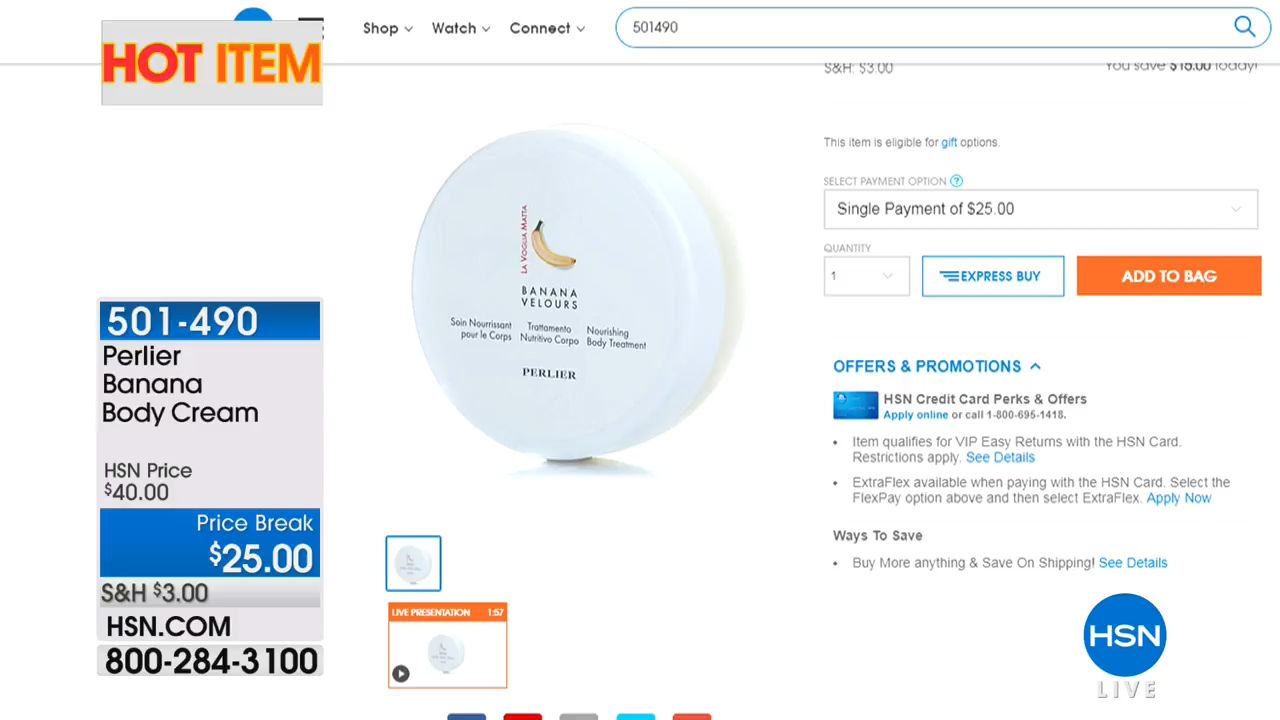 Shop
Watch
Connect
501490
HOT ITEM
S&H: $3.00
You save $15.00 today!
This item is eligible for gift options.
SELECT PAYMENT OPTION ?
Single Payment of $25.00
QUANTITY
1
EXPRESS BUY
ADD TO BAG
LA VOGLIA MATTA
BANANA
VELOURS
Soin Nourrissant
pour le Corps
Trattamento
Nutritivo Corpo
Nourishing
Body Treatment
PERLIER
501-490
Perlier
Banana
Body Cream
HSN Price
$40.00
Price Break
$25.00
S&H $3.00
HSN.COM
800-284-3100
OFFERS & PROMOTIONS
HSN Credit Card Perks & Offers
Apply online or call 1-800-695-1418.
• Item qualifies for VIP Easy Returns with the HSN Card.
Restrictions apply. See Details
• ExtraFlex available when paying with the HSN Card. Select the
FlexPay option above and then select ExtraFlex. Apply Now
Ways To Save
• Buy More anything & Save On Shipping! See Details
LIVE PRESENTATION 1:57
HSN
LIVE